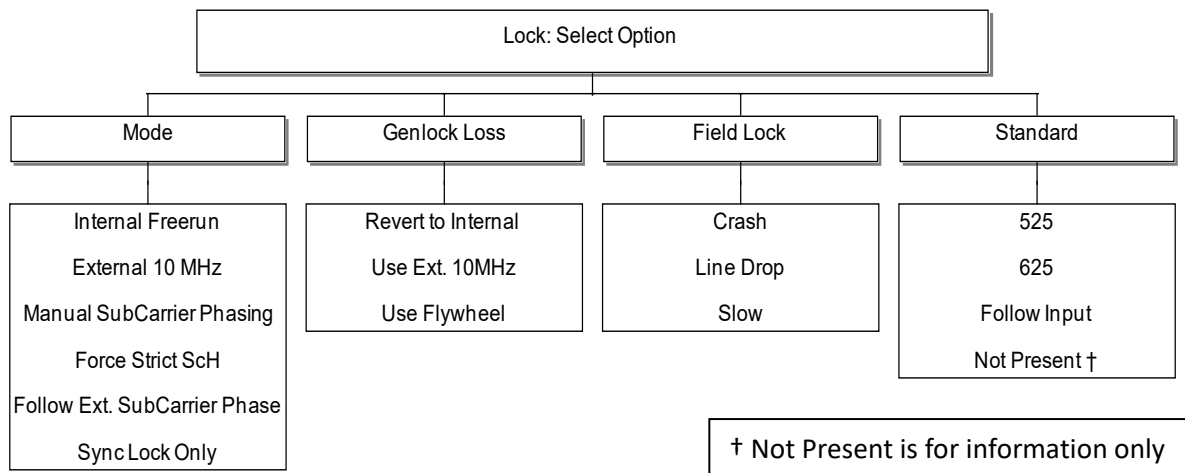 Lock: Select Option
Mode
Genlock Loss
Field Lock
Standard
Internal Freerun
External 10 MHz
Manual SubCarrier Phasing
Force Strict ScH
Follow Ext. SubCarrier Phase
Sync Lock Only
Revert to Internal
Use Ext. 10MHz
Use Flywheel
Crash
Line Drop
Slow
525
625
Follow Input
Not Present †
† Not Present is for information only